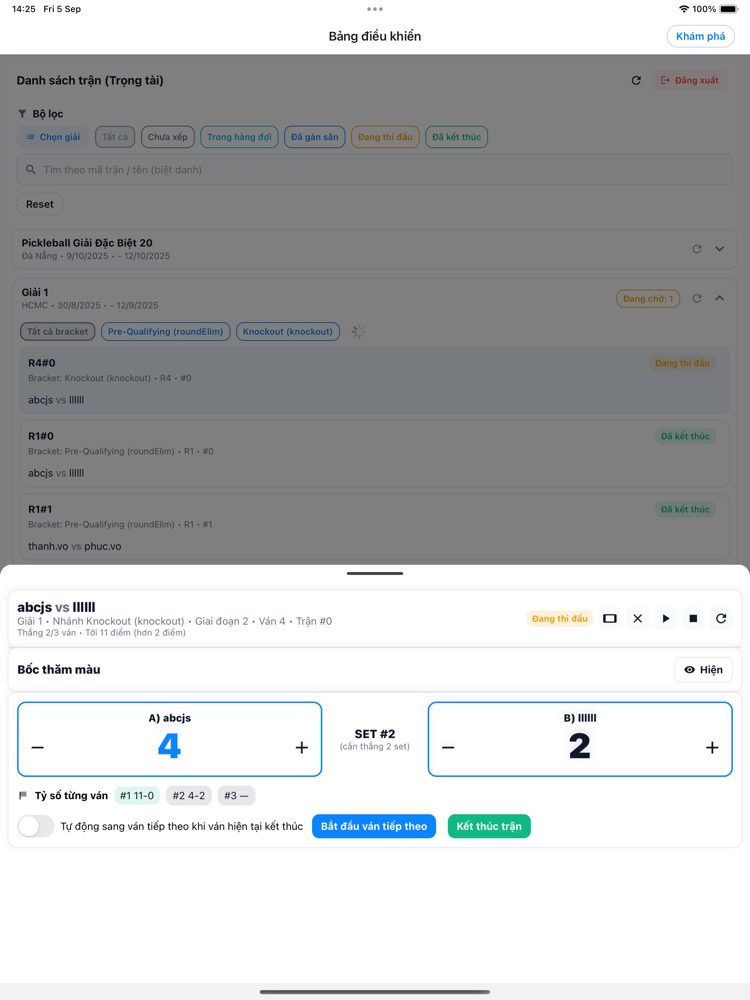 14:25 Fri 5 Sep 100%
Bảng điều khiển
Khám phá
Danh sách trận (Trọng tài)
Đăng xuất
Bộ lọc
Chọn giải Tất cả Chưa xếp Trong hàng đợi Đã gán sân Đang thi đấu Đã kết thúc
Tìm theo mã trận / tên (biệt danh)
Reset
Pickleball Giải Đặc Biệt 20
Đà Nẵng • 9/10/2025 • - 12/10/2025
Giải 1
HCMC • 30/8/2025 • - 12/9/2025
Đang chờ: 1
Tất cả bracket Pre-Qualifying (roundElim) Knockout (knockout)
R4#0
Đang thi đấu
Bracket: Knockout (knockout) • R4 • #0
abcjs vs llllll
R1#0
Đã kết thúc
Bracket: Pre-Qualifying (roundElim) • R1 • #0
abcjs vs llllll
R1#1
Đã kết thúc
Bracket: Pre-Qualifying (roundElim) • R1 • #1
thanh.vo vs phuc.vo
abcjs vs llllll
Giải 1 • Nhánh Knockout (knockout) • Giai đoạn 2 • Ván 4 • Trận #0
Thắng 2/3 ván • Tới 11 điểm (hơn 2 điểm)
Đang thi đấu
Bốc thăm màu
Hiện
A) abcjs
− 4 +
SET #2
(cần thắng 2 set)
B) llllll
− 2 +
Tỷ số từng ván #1 11-0 #2 4-2 #3 —
Tự động sang ván tiếp theo khi ván hiện tại kết thúc
Bắt đầu ván tiếp theo
Kết thúc trận